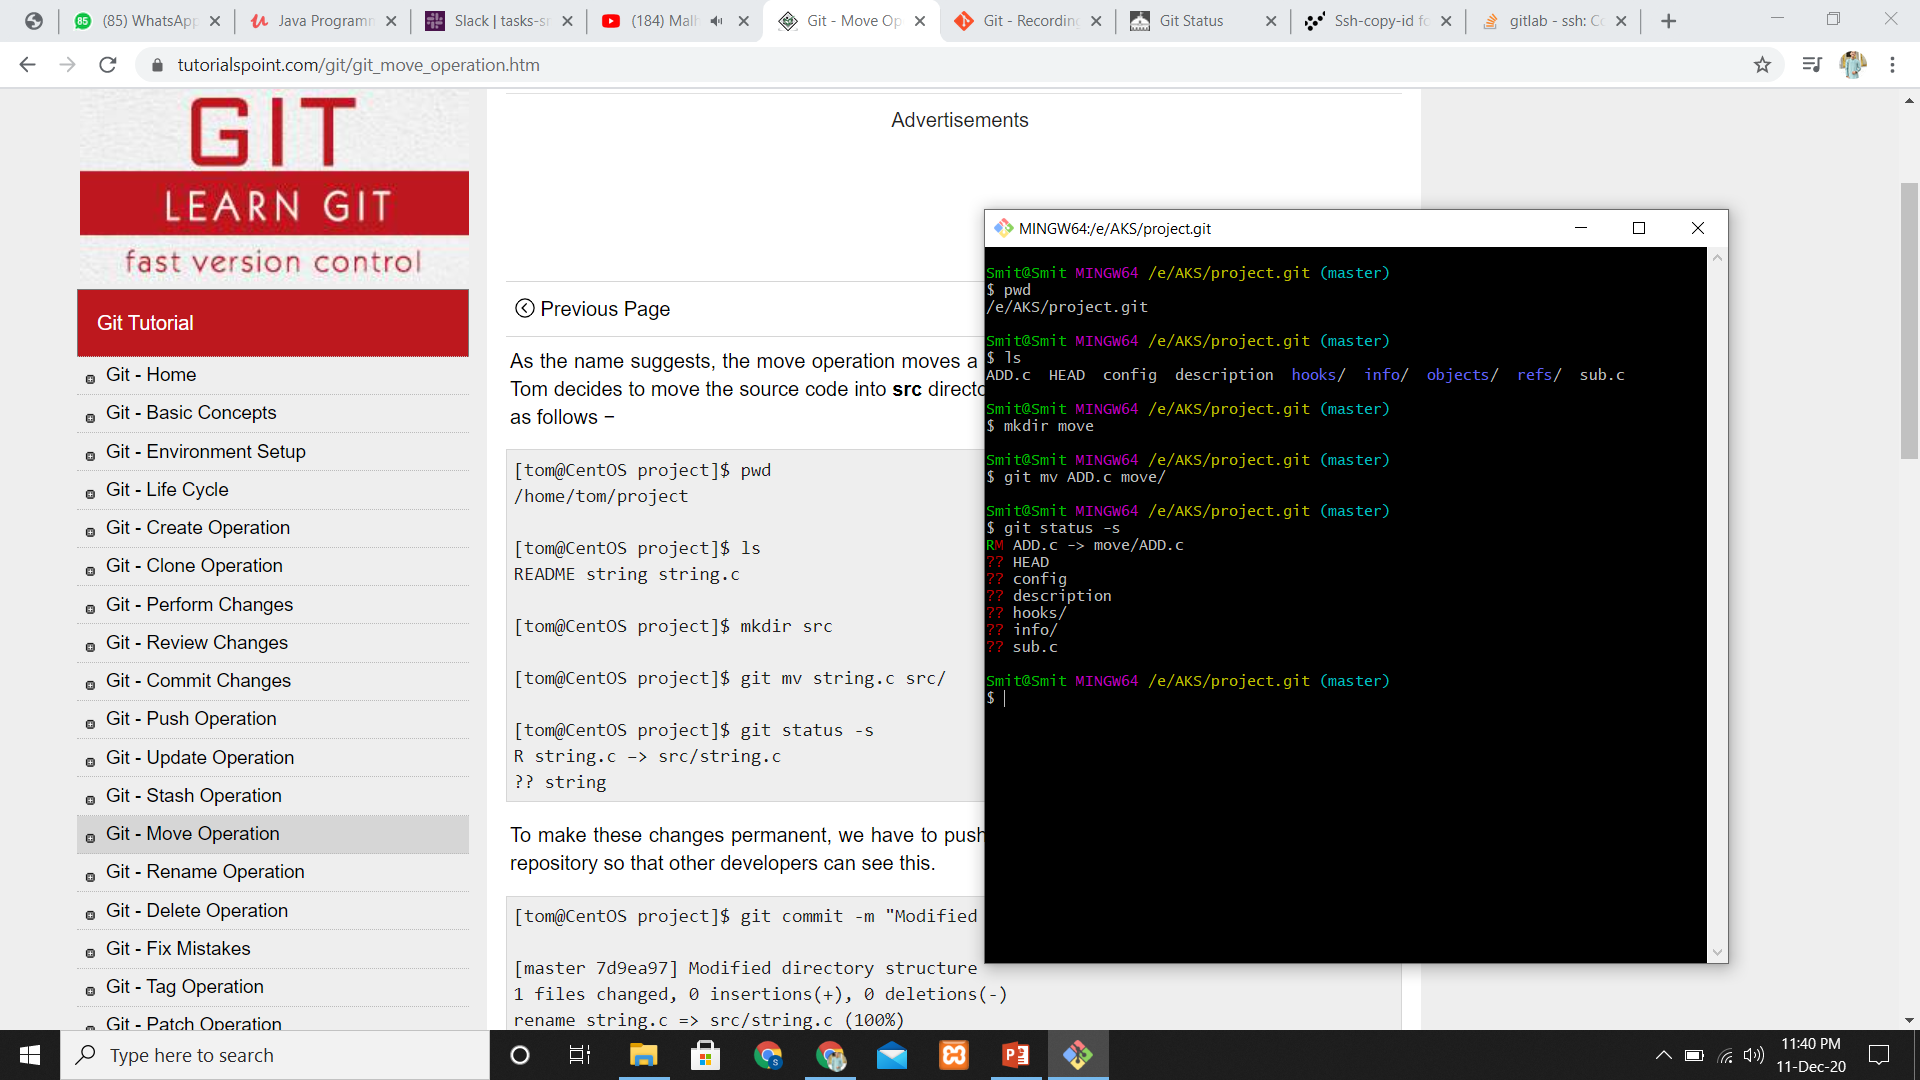 (85) WhatsApp
Java Programm
Slack | tasks-sr
(184) Malh
Git - Move Op
Git - Recording
Git Status
Ssh-copy-id fo
gitlab - ssh: Co
tutorialspoint.com/git/git_move_operation.htm
GIT
LEARN GIT
fast version control
Git Tutorial
Git - Home
Git - Basic Concepts
Git - Environment Setup
Git - Life Cycle
Git - Create Operation
Git - Clone Operation
Git - Perform Changes
Git - Review Changes
Git - Commit Changes
Git - Push Operation
Git - Update Operation
Git - Stash Operation
Git - Move Operation
Git - Rename Operation
Git - Delete Operation
Git - Fix Mistakes
Git - Tag Operation
Git - Patch Operation
Advertisements
Previous Page
As the name suggests, the move operation moves a
Tom decides to move the source code into src directo
as follows −
[tom@CentOS project]$ pwd
/home/tom/project
[tom@CentOS project]$ ls
README string string.c
[tom@CentOS project]$ mkdir src
[tom@CentOS project]$ git mv string.c src/
[tom@CentOS project]$ git status -s
R string.c −> src/string.c
?? string
To make these changes permanent, we have to push
repository so that other developers can see this.
[tom@CentOS project]$ git commit -m "Modified
[master 7d9ea97] Modified directory structure
1 files changed, 0 insertions(+), 0 deletions(-)
rename string.c => src/string.c (100%)
MINGW64:/e/AKS/project.git
Smit@Smit MINGW64 /e/AKS/project.git (master)
$ pwd
/e/AKS/project.git
Smit@Smit MINGW64 /e/AKS/project.git (master)
$ ls
ADD.c HEAD config description hooks/ info/ objects/ refs/ sub.c
Smit@Smit MINGW64 /e/AKS/project.git (master)
$ mkdir move
Smit@Smit MINGW64 /e/AKS/project.git (master)
$ git mv ADD.c move/
Smit@Smit MINGW64 /e/AKS/project.git (master)
$ git status -s
RM ADD.c -> move/ADD.c
?? HEAD
?? config
?? description
?? hooks/
?? info/
?? sub.c
Smit@Smit MINGW64 /e/AKS/project.git (master)
$
Type here to search
11:40 PM
11-Dec-20